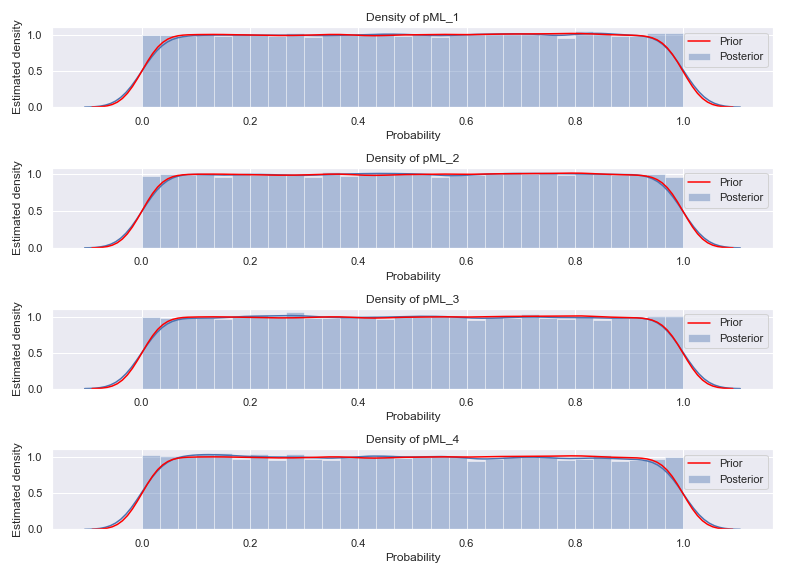 Density of pML_1
Estimated density
1.0
0.5
0.0
Prior
Posterior
0.0 0.2 0.4 0.6 0.8 1.0
Probability
Density of pML_2
Estimated density
1.0
0.5
0.0
Prior
Posterior
0.0 0.2 0.4 0.6 0.8 1.0
Probability
Density of pML_3
Estimated density
1.0
0.5
0.0
Prior
Posterior
0.0 0.2 0.4 0.6 0.8 1.0
Probability
Density of pML_4
Estimated density
1.0
0.5
0.0
Prior
Posterior
0.0 0.2 0.4 0.6 0.8 1.0
Probability